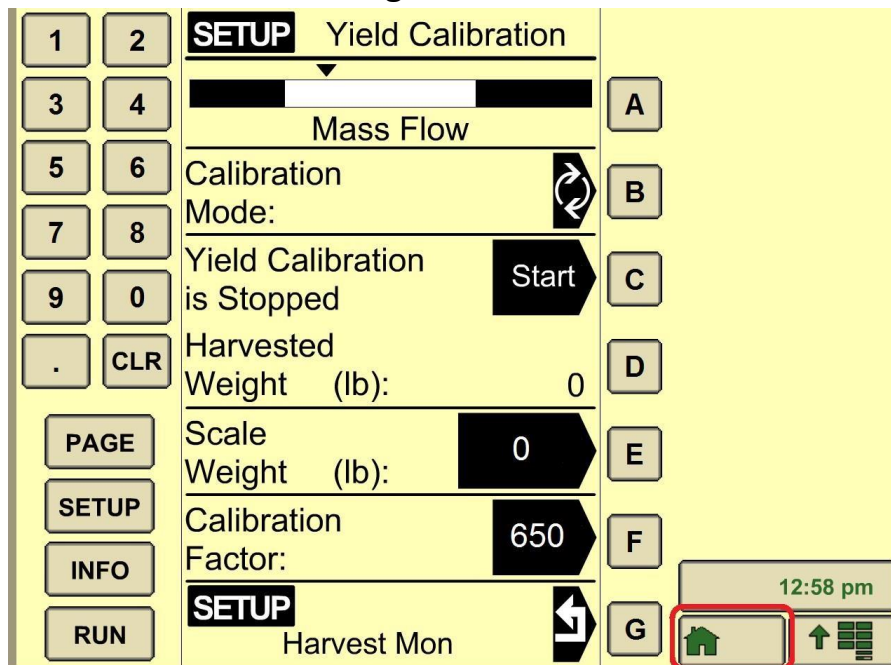 1 2
3 4
5 6
7 8
9 0
. CLR
PAGE
SETUP
INFO
RUN
SETUP Yield Calibration
Mass Flow
Calibration
Mode:
Yield Calibration
is Stopped
Start
Harvested
Weight (lb): 0
Scale
Weight (lb): 0
Calibration
Factor: 650
SETUP
Harvest Mon
A
B
C
D
E
F
G
12:58 pm